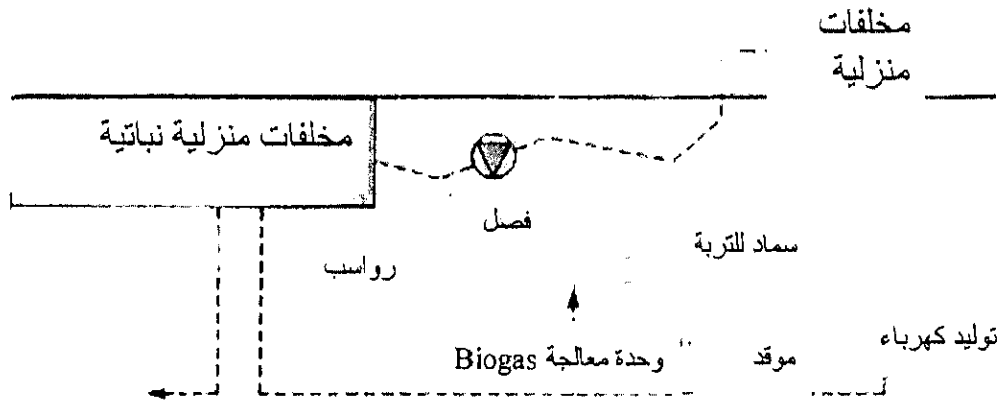 مخلفات
منزلية
مخلفات منزلية نباتية
فصل
سماد للتربة
رواسب
توليد كهرباء
موقد
وحدة معالجة Biogas